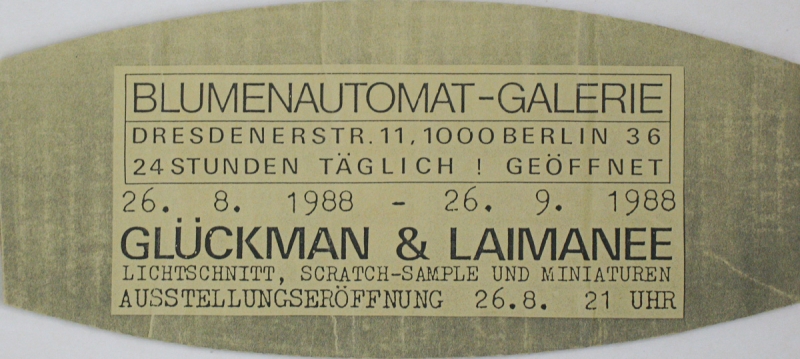 BLUMENAUTOMAT-GALERIE
DRESDENERSTR. 11, 1000 BERLIN 36
24 STUNDEN TÄGLICH ! GEÖFFNET
26. 8. 1988 - 26. 9. 1988
GLÜCKMAN & LAIMANEE
LICHTSCHNITT, SCRATCH-SAMPLE UND MINIATUREN
AUSSTELLUNGSERÖFFNUNG 26.8. 21 UHR